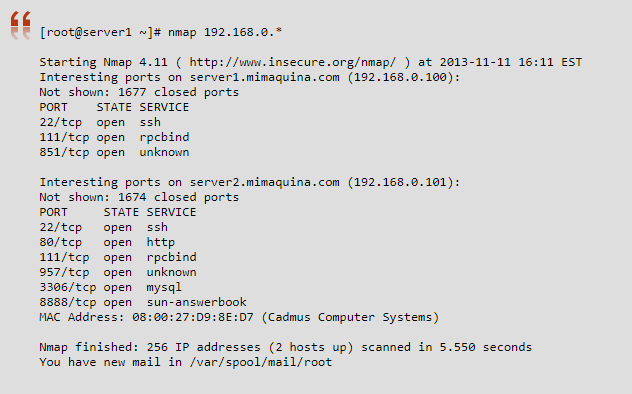 [root@server1 ~]# nmap 192.168.0.*
Starting Nmap 4.11 ( http://www.insecure.org/nmap/ ) at 2013-11-11 16:11 EST
Interesting ports on server1.mimaquina.com (192.168.0.100):
Not shown: 1677 closed ports
PORT    STATE SERVICE
22/tcp  open  ssh
111/tcp open  rpcbind
851/tcp open  unknown
Interesting ports on server2.mimaquina.com (192.168.0.101):
Not shown: 1674 closed ports
PORT     STATE SERVICE
22/tcp   open  ssh
80/tcp   open  http
111/tcp  open  rpcbind
957/tcp  open  unknown
3306/tcp open  mysql
8888/tcp open  sun-answerbook
MAC Address: 08:00:27:D9:8E:D7 (Cadmus Computer Systems)
Nmap finished: 256 IP addresses (2 hosts up) scanned in 5.550 seconds
You have new mail in /var/spool/mail/root